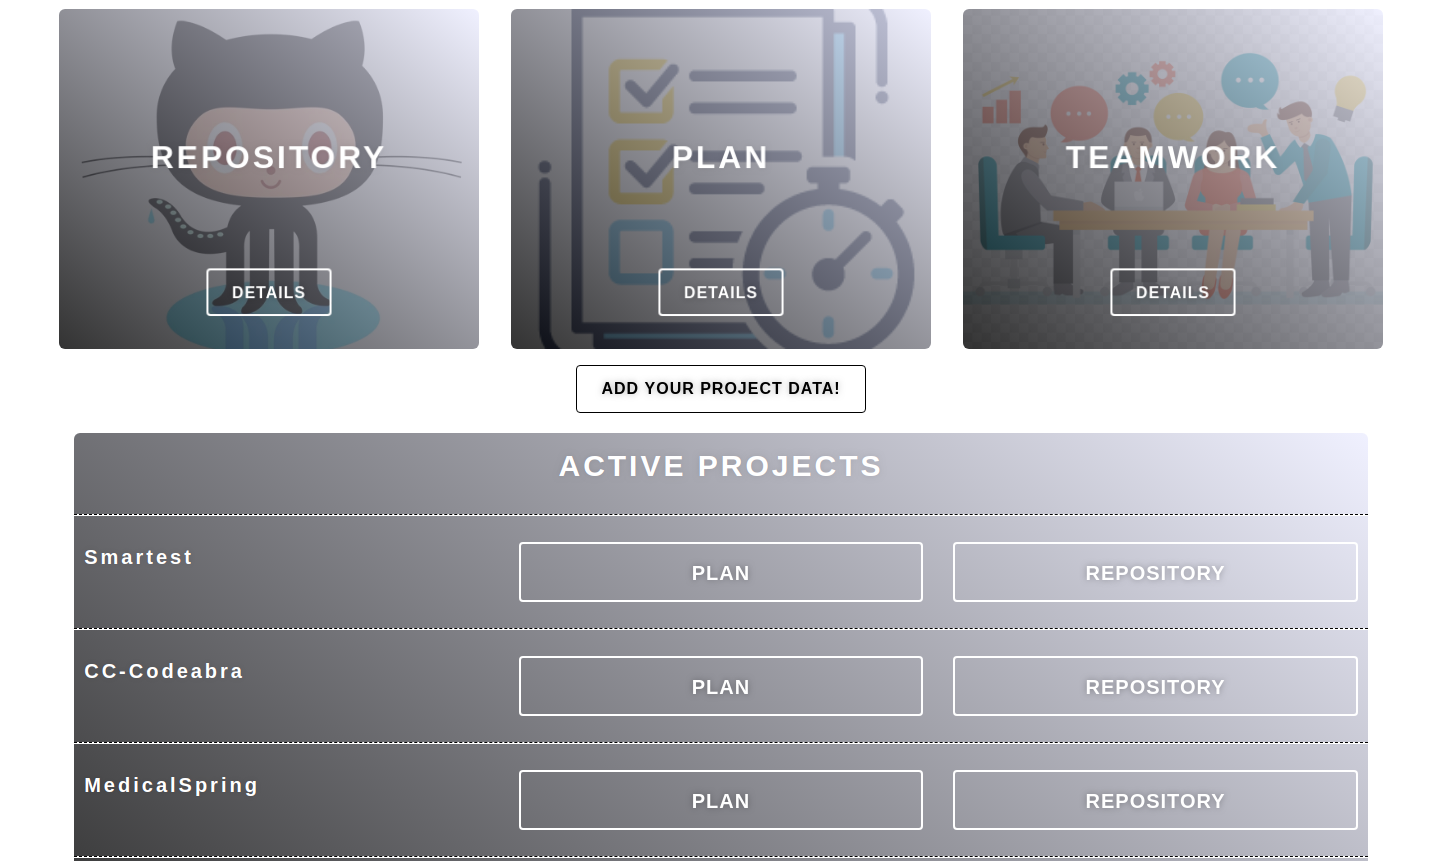 REPOSITORY
DETAILS
PLAN
DETAILS
TEAMWORK
DETAILS
ADD YOUR PROJECT DATA!
ACTIVE PROJECTS
Smartest
PLAN
REPOSITORY
CC-Codeabra
PLAN
REPOSITORY
MedicalSpring
PLAN
REPOSITORY